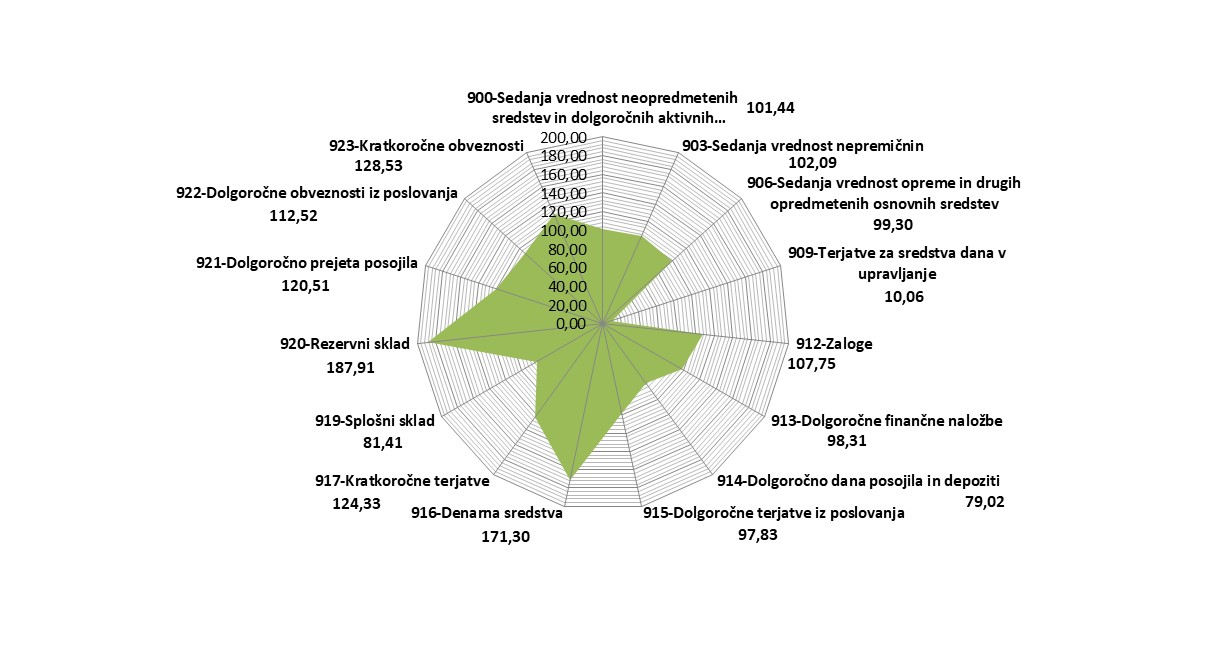 900-Sedanja vrednost neopredmetenih
sredstev in dolgoročnih aktivnih...
101,44
903-Sedanja vrednost nepremičnin
102,09
906-Sedanja vrednost opreme in drugih
opredmetenih osnovnih sredstev
99,30
909-Terjatve za sredstva dana v
upravljanje
10,06
912-Zaloge
107,75
913-Dolgoročne finančne naložbe
98,31
914-Dolgoročno dana posojila in depoziti
79,02
915-Dolgoročne terjatve iz poslovanja
97,83
916-Denarna sredstva
171,30
917-Kratkoročne terjatve
124,33
919-Splošni sklad
81,41
920-Rezervni sklad
187,91
921-Dolgoročno prejeta posojila
120,51
922-Dolgoročne obveznosti iz poslovanja
112,52
923-Kratkoročne obveznosti
128,53
200,00
180,00
160,00
140,00
120,00
100,00
80,00
60,00
40,00
20,00
0,00